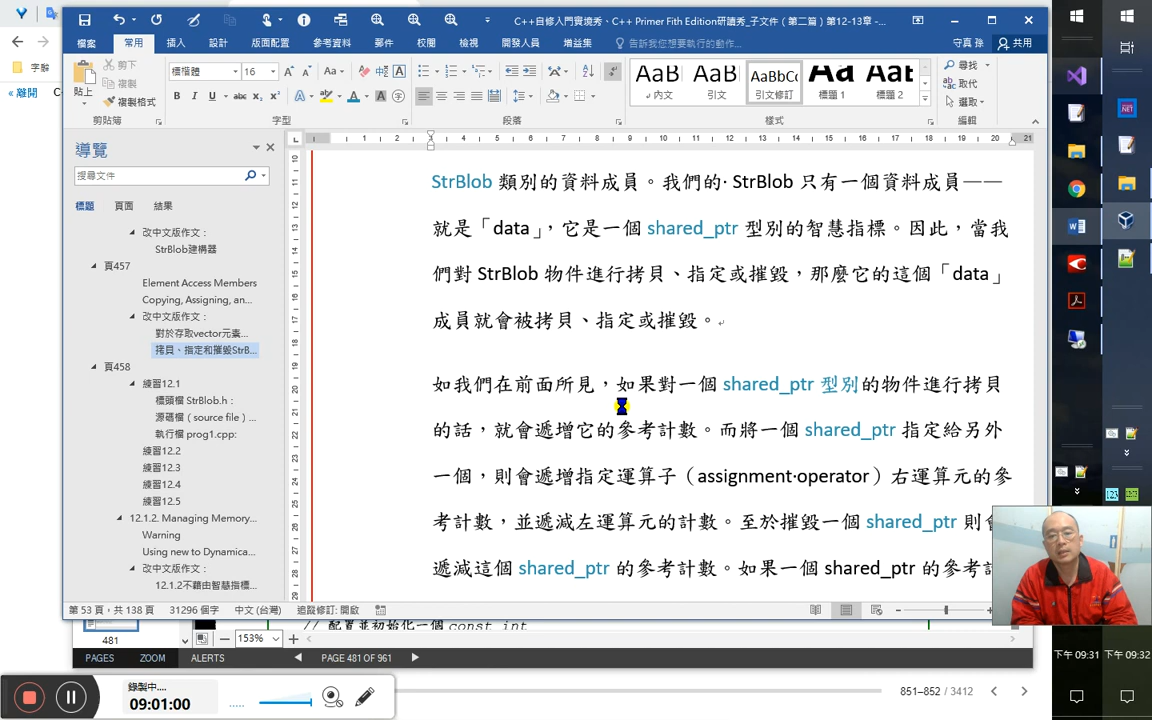 C++自修入門實境秀、C++ Primer Fith Edition研讀秀_子文件（第二篇）第12-13章 - ...
檔案
常用
插入
設計
版面配置
參考資料
郵件
校閱
檢視
開發人員
增益集
告訴我您想要執行的動作...
守真 孫
共用
字齡
« 離開
貼上
剪下
複製
複製格式
剪貼簿
標楷體
16
字型
段落
AaB
AaB
AaBbCc
Aat
Aat
↲內文
引文
引文修訂
標題 1
標題 2
樣式
尋找
取代
選取
編輯
導覽
搜尋文件
標題
頁面
結果
改中文版作文：
StrBlob建構器
頁457
Element Access Members
Copying, Assigning, an...
改中文版作文：
對於存取vector元素...
拷貝、指定和摧毀StrB...
頁458
練習12.1
標頭檔 StrBlob.h :
源碼檔（source file）...
執行檔 prog1.cpp:
練習12.2
練習12.3
練習12.4
練習12.5
12.1.2. Managing Memory...
Warning
Using new to Dynamica...
改中文版作文：
12.1.2不藉由智慧指標...
StrBlob 類別的資料成員。我們的· StrBlob 只有一個資料成員——
就是「data」，它是一個 shared_ptr 型別的智慧指標。因此，當我
們對 StrBlob 物件進行拷貝、指定或摧毀，那麼它的這個「data」
成員就會被拷貝、指定或摧毀。
如我們在前面所見，如果對一個 shared_ptr 型別的物件進行拷貝
的話，就會遞增它的參考計數。而將一個 shared_ptr 指定給另外
一個，則會遞增指定運算子（assignment·operator）右運算元的參
考計數，並遞減左運算元的計數。至於摧毀一個 shared_ptr 則會
遞減這個 shared_ptr 的參考計數。如果一個 shared_ptr 的參考計
第 53 頁，共 138 頁
31296 個字
中文 (台灣)
追蹤修訂: 開啟
// 配置並初始化一個 const int
481
153%
PAGES
ZOOM
ALERTS
PAGE 481 OF 961
錄製中....
09:01:00
851–852 / 3412
下午 09:31
下午 09:32